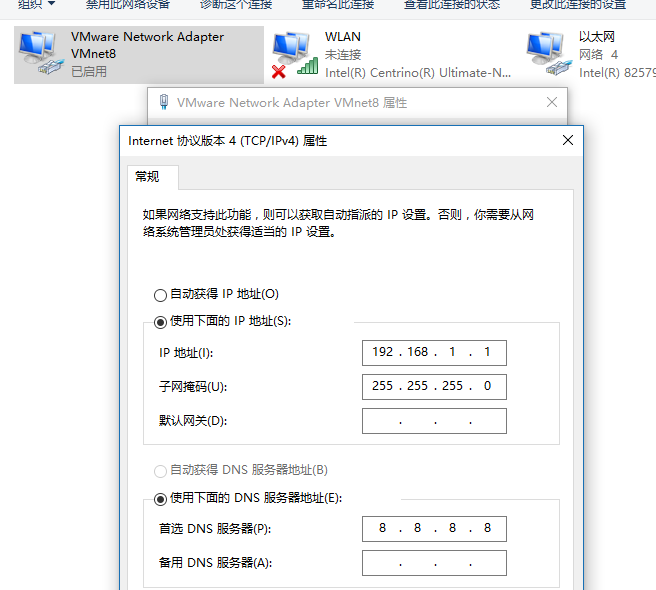 组织 禁用此网络设备 诊断这个连接 重命名此连接 查看此连接的状态 更改此连接的设置
VMware Network Adapter VMnet8
已启用
WLAN
未连接
Intel(R) Centrino(R) Ultimate-N...
以太网
网络 4
Intel(R) 82579
VMware Network Adapter VMnet8 属性
Internet 协议版本 4 (TCP/IPv4) 属性
常规
如果网络支持此功能，则可以获取自动指派的 IP 设置。否则，你需要从网
络系统管理员处获得适当的 IP 设置。
自动获得 IP 地址(O)
使用下面的 IP 地址(S):
IP 地址(I): 192 . 168 . 1 . 1
子网掩码(U): 255 . 255 . 255 . 0
默认网关(D): . . .
自动获得 DNS 服务器地址(B)
使用下面的 DNS 服务器地址(E):
首选 DNS 服务器(P): 8 . 8 . 8 . 8
备用 DNS 服务器(A): . . .